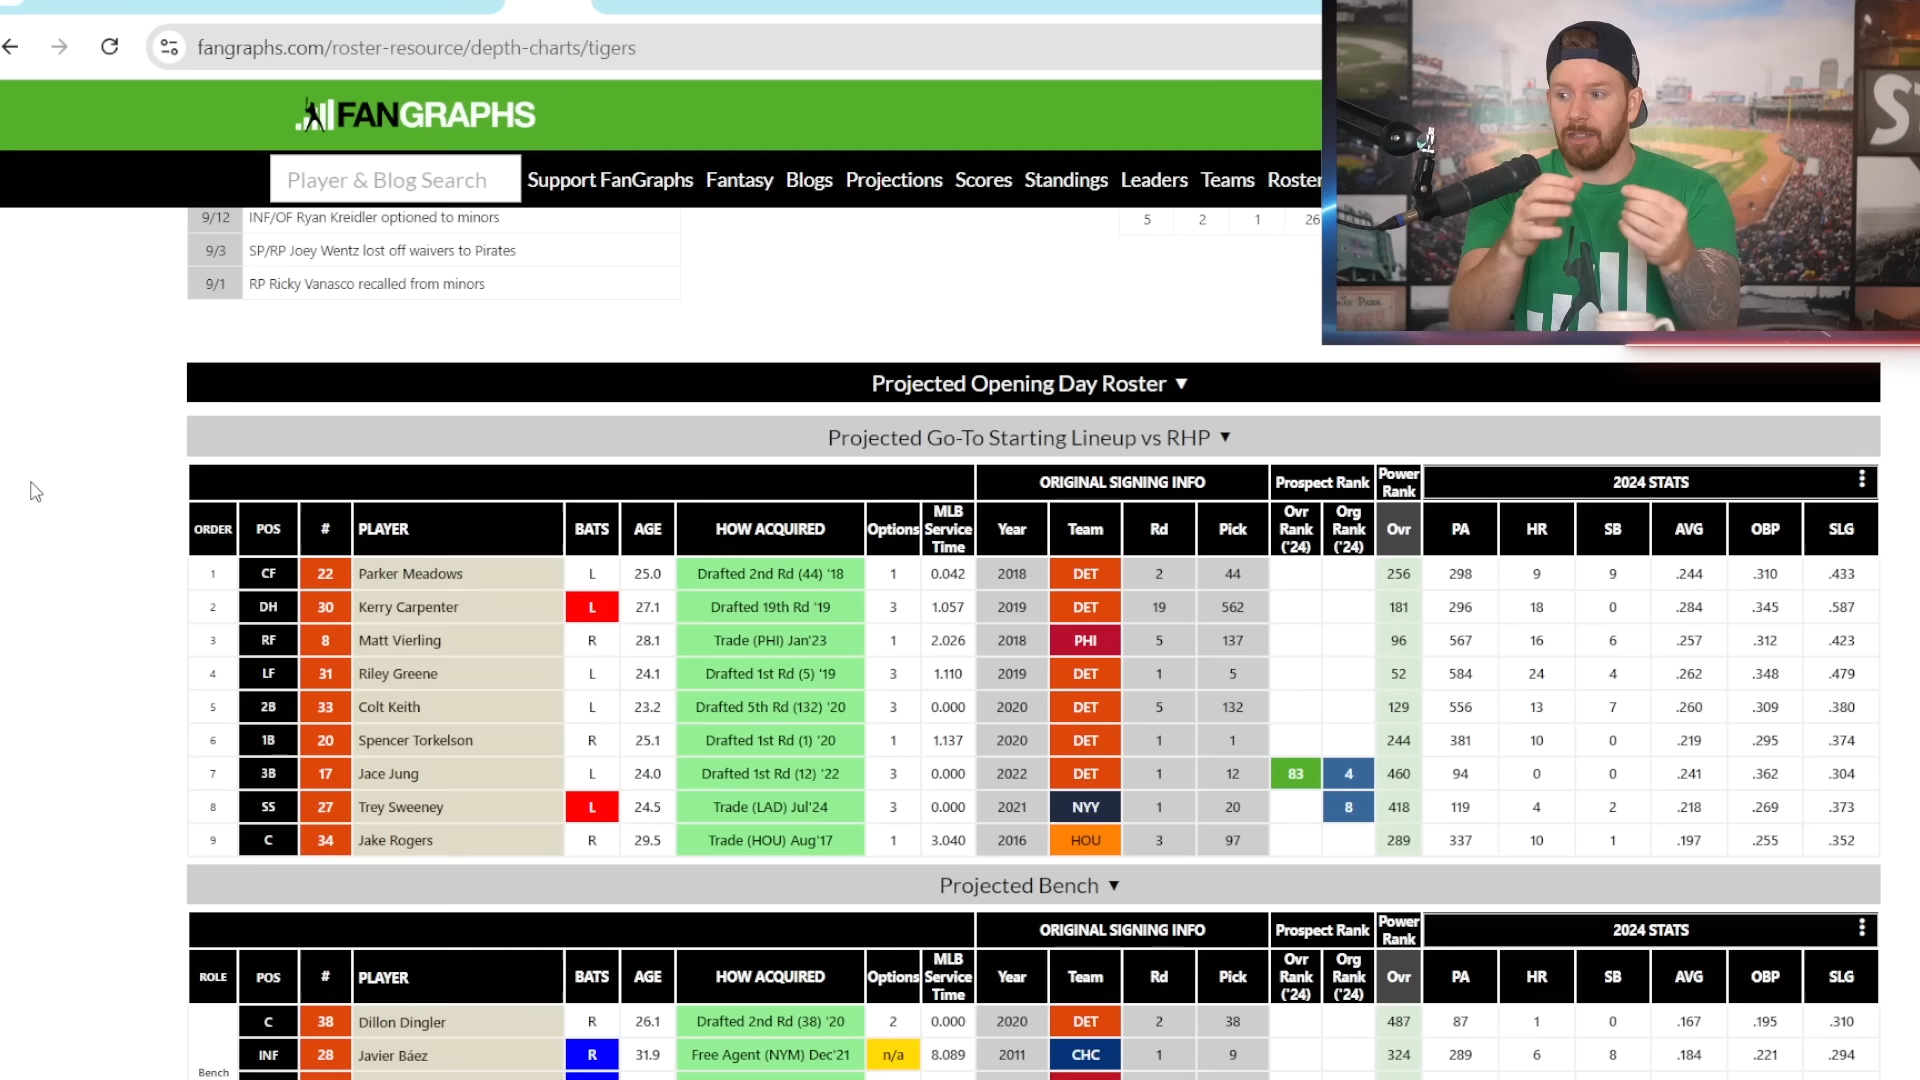 fangraphs.com/roster-resource/depth-charts/tigers
FANGRAPHS
Player & Blog Search Support FanGraphs Fantasy Blogs Projections Scores Standings Leaders Teams Roster
9/12 INF/OF Ryan Kreidler optioned to minors 5 2 1 26
9/3 SP/RP Joey Wentz lost off waivers to Pirates
9/1 RP Ricky Vanasco recalled from minors
Projected Opening Day Roster ▼
Projected Go-To Starting Lineup vs RHP ▼
ORIGINAL SIGNING INFO Prospect Rank Power Rank 2024 STATS
ORDER POS # PLAYER BATS AGE HOW ACQUIRED Options MLB Service Time Year Team Rd Pick Ovr Rank ('24) Org Rank ('24) Ovr PA HR SB AVG OBP SLG
1 CF 22 Parker Meadows L 25.0 Drafted 2nd Rd (44) '18 1 0.042 2018 DET 2 44 256 298 9 9 .244 .310 .433
2 DH 30 Kerry Carpenter L 27.1 Drafted 19th Rd '19 3 1.057 2019 DET 19 562 181 296 18 0 .284 .345 .587
3 RF 8 Matt Vierling R 28.1 Trade (PHI) Jan'23 1 2.026 2018 PHI 5 137 96 567 16 6 .257 .312 .423
4 LF 31 Riley Greene L 24.1 Drafted 1st Rd (5) '19 3 1.110 2019 DET 1 5 52 584 24 4 .262 .348 .479
5 2B 33 Colt Keith L 23.2 Drafted 5th Rd (132) '20 3 0.000 2020 DET 5 132 129 556 13 7 .260 .309 .380
6 1B 20 Spencer Torkelson R 25.1 Drafted 1st Rd (1) '20 1 1.137 2020 DET 1 1 244 381 10 0 .219 .295 .374
7 3B 17 Jace Jung L 24.0 Drafted 1st Rd (12) '22 3 0.000 2022 DET 1 12 83 4 460 94 0 0 .241 .362 .304
8 SS 27 Trey Sweeney L 24.5 Trade (LAD) Jul'24 3 0.000 2021 NYY 1 20 8 418 119 4 2 .218 .269 .373
9 C 34 Jake Rogers R 29.5 Trade (HOU) Aug'17 1 3.040 2016 HOU 3 97 289 337 10 1 .197 .255 .352
Projected Bench ▼
ORIGINAL SIGNING INFO Prospect Rank Power Rank 2024 STATS
ROLE POS # PLAYER BATS AGE HOW ACQUIRED Options MLB Service Time Year Team Rd Pick Ovr Rank ('24) Org Rank ('24) Ovr PA HR SB AVG OBP SLG
C 38 Dillon Dingler R 26.1 Drafted 2nd Rd (38) '20 2 0.000 2020 DET 2 38 487 87 1 0 .167 .195 .310
INF 28 Javier Báez R 31.9 Free Agent (NYM) Dec'21 n/a 8.089 2011 CHC 1 9 324 289 6 8 .184 .221 .294
Bench